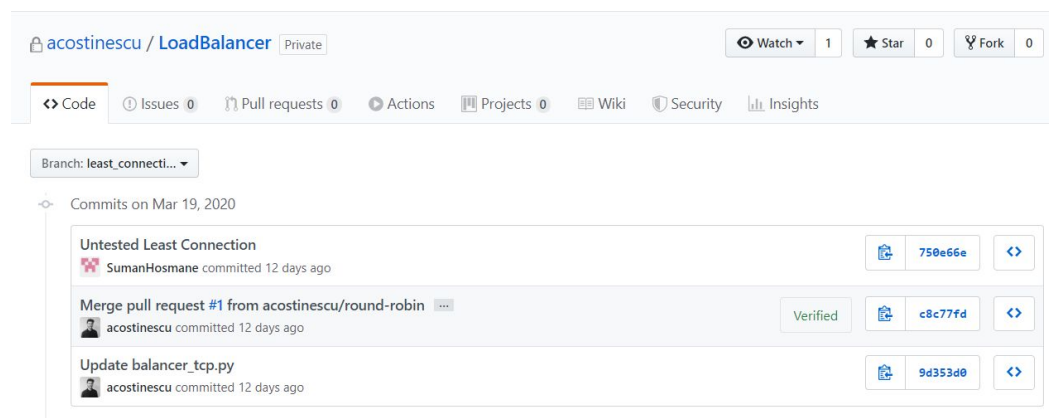 acostinescu / LoadBalancer Private Watch 1 Star 0 Fork 0
Code Issues 0 Pull requests 0 Actions Projects 0 Wiki Security Insights
Branch: least_connecti...
Commits on Mar 19, 2020
Untested Least Connection
SumanHosmane committed 12 days ago
750e66e
Merge pull request #1 from acostinescu/round-robin ...
acostinescu committed 12 days ago
Verified
c8c77fd
Update balancer_tcp.py
acostinescu committed 12 days ago
9d353d0